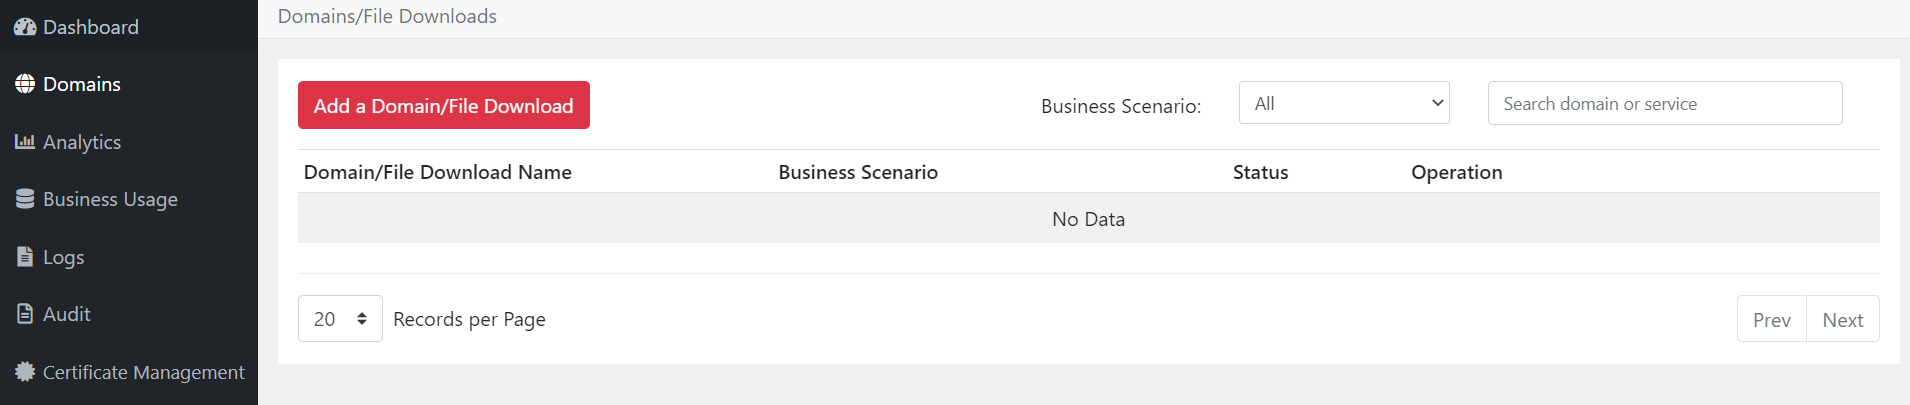 Dashboard
Domains
Analytics
Business Usage
Logs
Audit
Certificate Management
Domains/File Downloads
Add a Domain/File Download
Business Scenario:
All
Search domain or service
Domain/File Download Name
Business Scenario
Status
Operation
No Data
20
Records per Page
Prev
Next